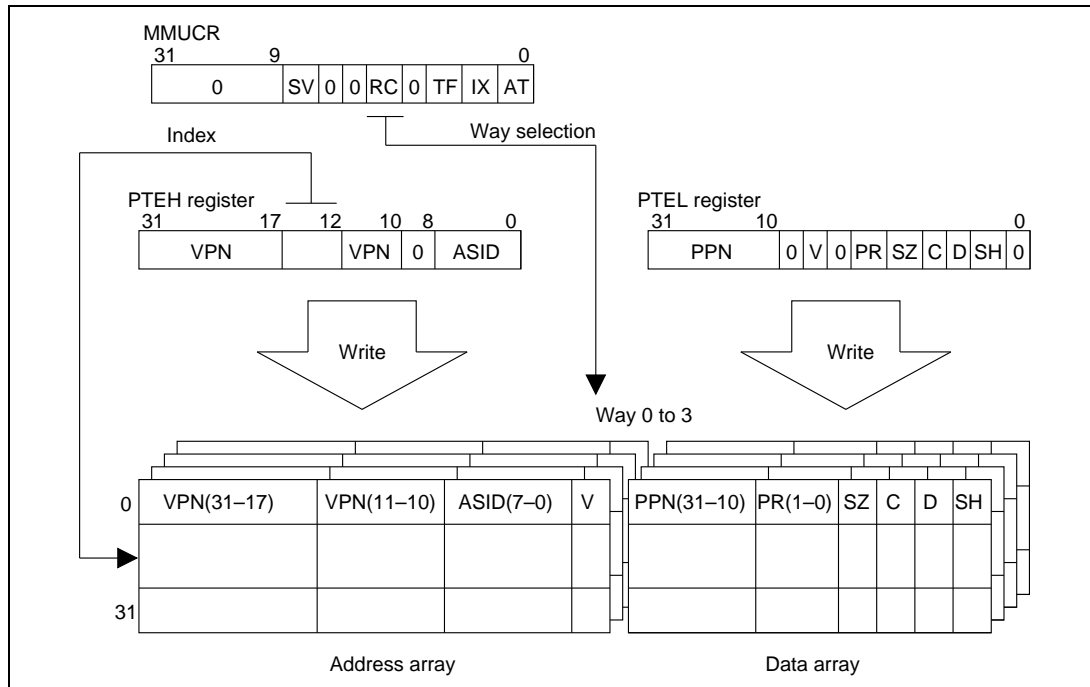 MMUCR
31 9 0
0 SV 0 0 RC 0 TF IX AT
Index
Way selection
PTEH register
31 17 12 10 8 0
VPN VPN 0 ASID
PTEL register
31 10 0
PPN 0 V 0 PR SZ C D SH 0
Write
Write
Way 0 to 3
0 VPN(31–17) VPN(11–10) ASID(7–0) V
PPN(31–10) PR(1–0) SZ C D SH
31
Address array
Data array